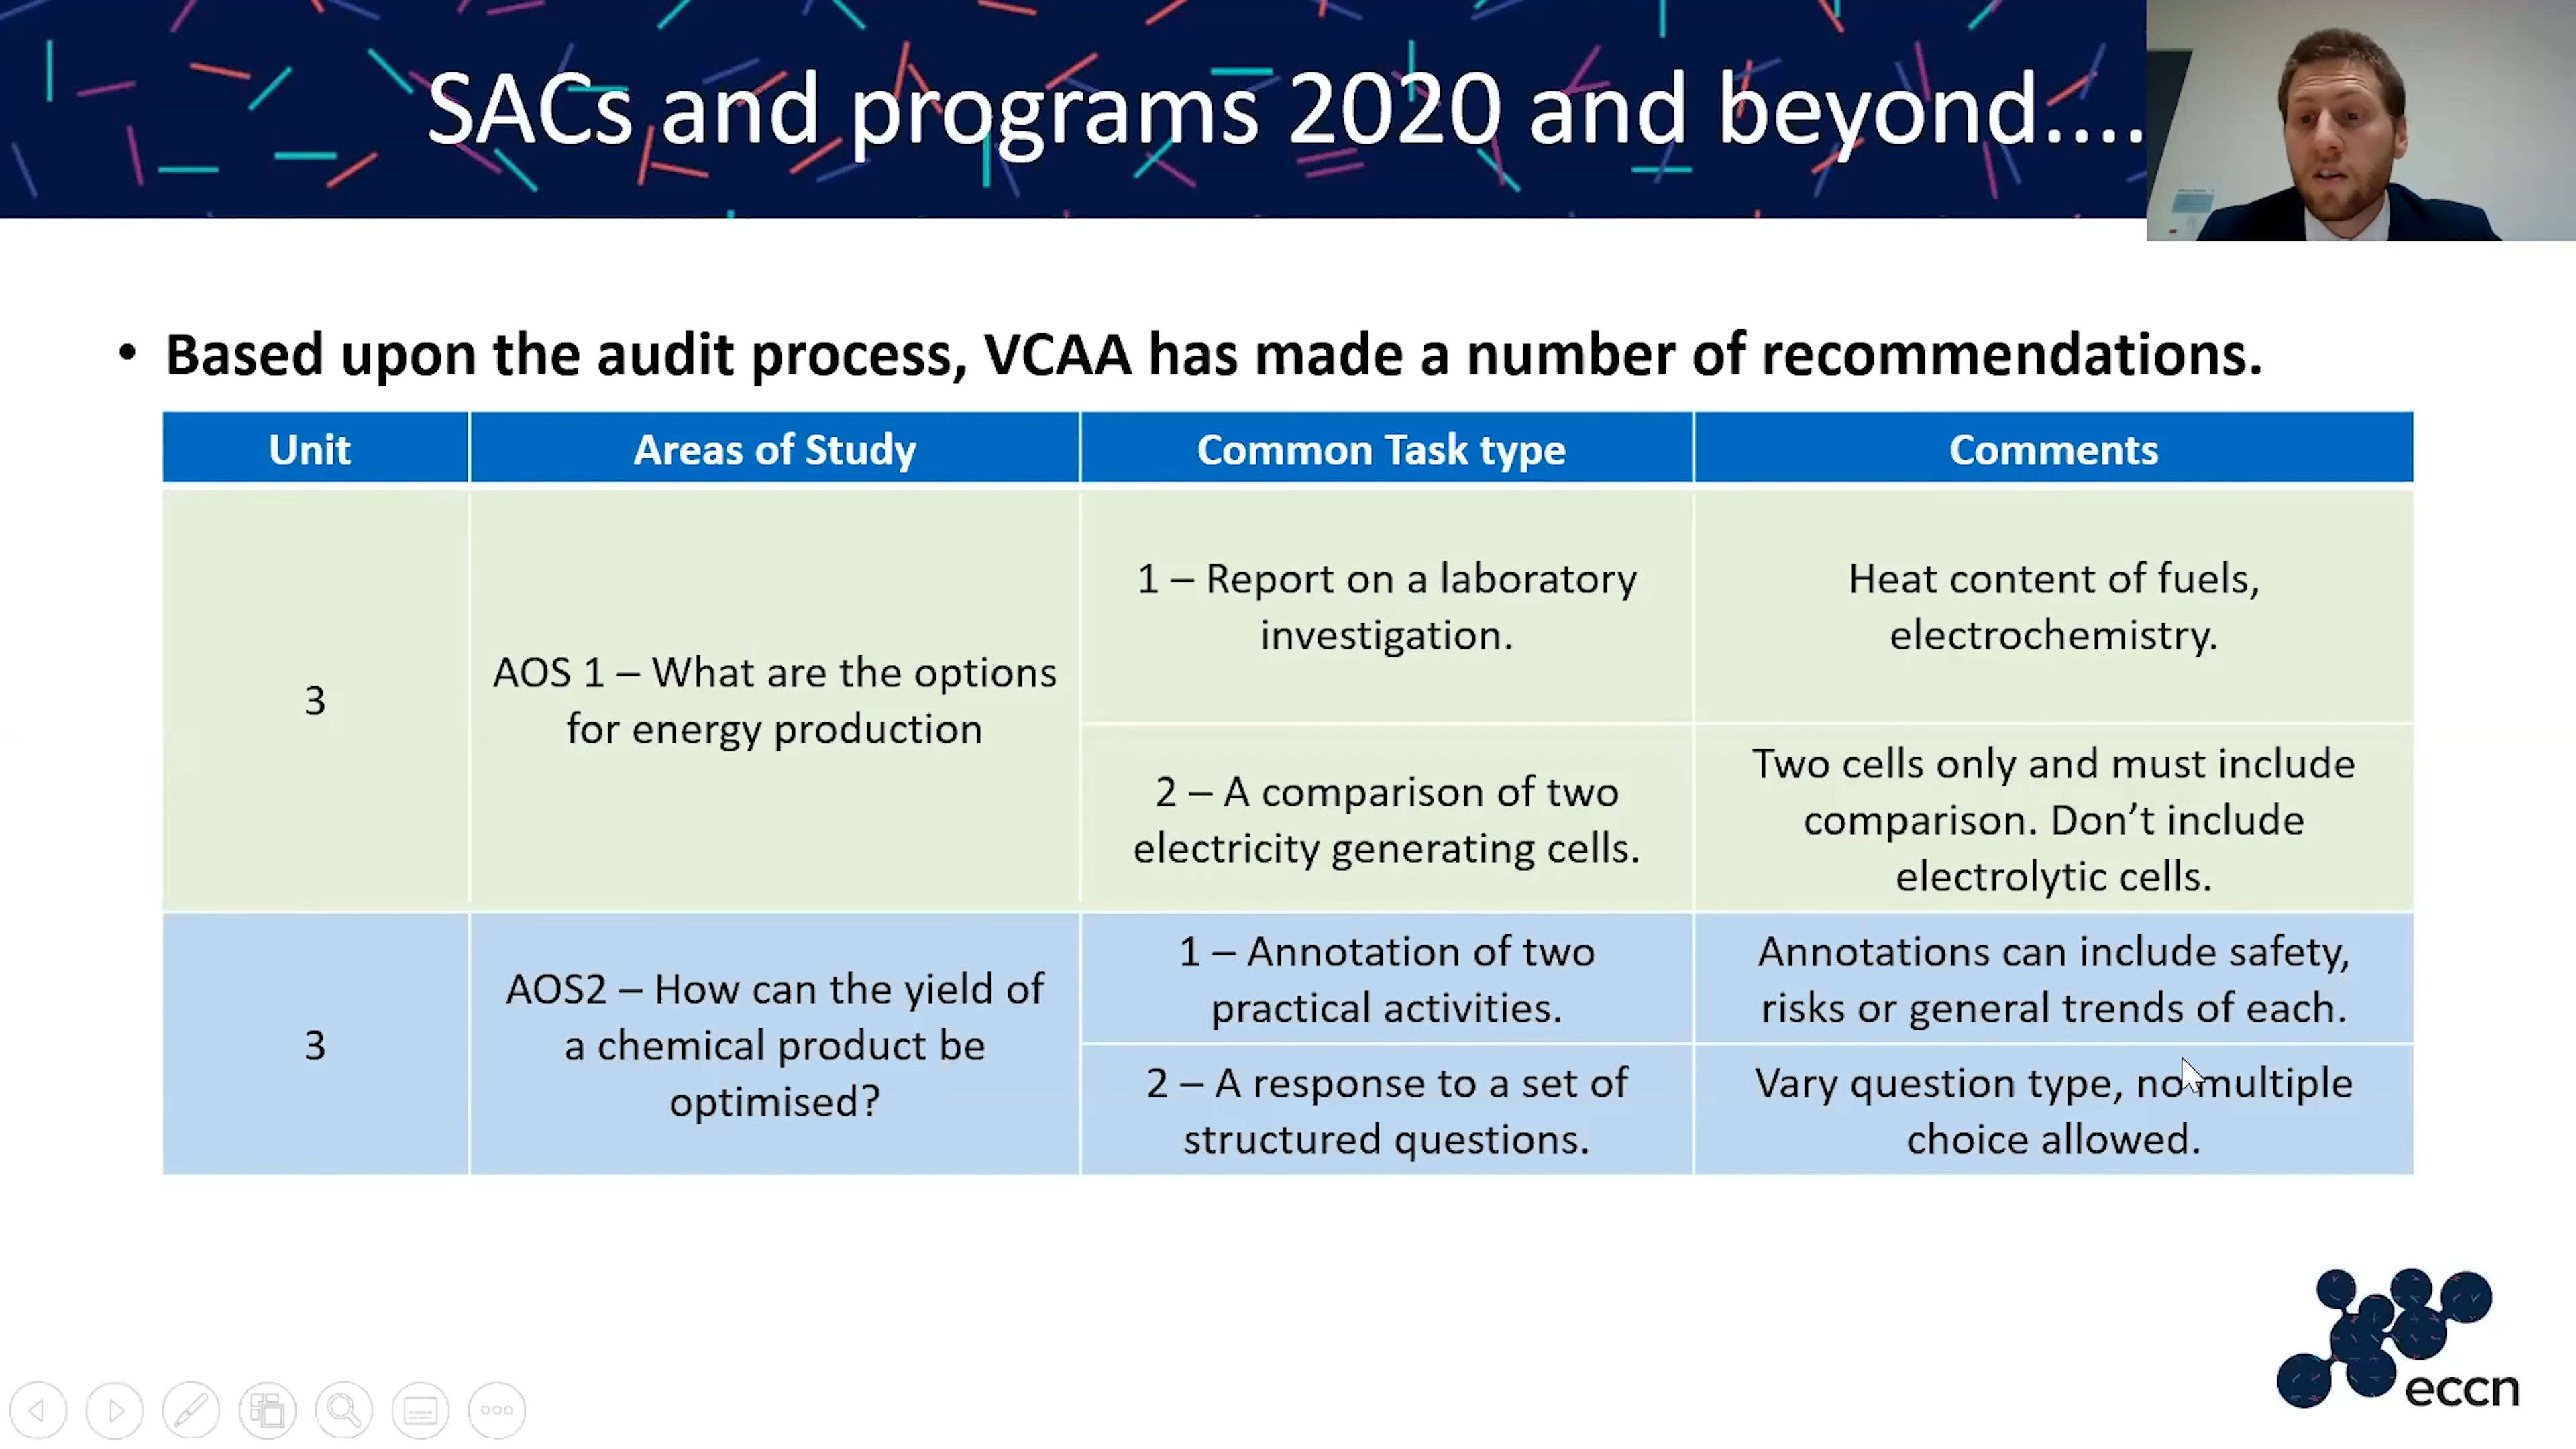 SACs and programs 2020 and beyond....
• Based upon the audit process, VCAA has made a number of recommendations.
Unit
Areas of Study
Common Task type
Comments
3
AOS 1 – What are the options
for energy production
1 – Report on a laboratory
investigation.
Heat content of fuels,
electrochemistry.
2 – A comparison of two
electricity generating cells.
Two cells only and must include
comparison. Don’t include
electrolytic cells.
3
AOS2 – How can the yield of
a chemical product be
optimised?
1 – Annotation of two
practical activities.
Annotations can include safety,
risks or general trends of each.
2 – A response to a set of
structured questions.
Vary question type, no multiple
choice allowed.
eccn